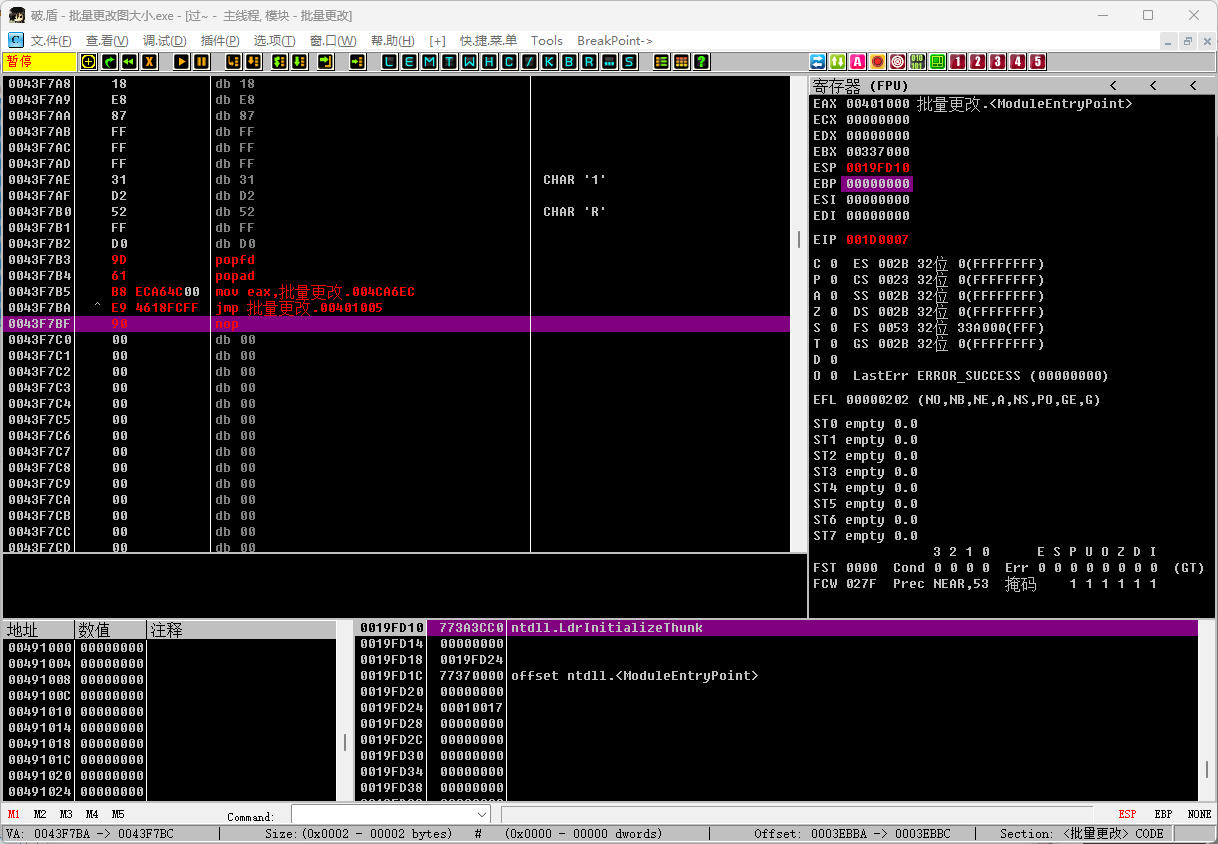 破.盾 - 批量更改图大小.exe - [过~ - 主线程, 模块 - 批量更改]
文.件(F) 查.看(V) 调.试(D) 插件(P) 选.项(T) 窗.口(W) 帮.助(H) [+] 快.捷.菜.单 Tools BreakPoint->
暂停 L E M T W H C / K B R ... S ? A 1 2 3 4 5
0043F7A8 18 db 18
0043F7A9 E8 db E8
0043F7AA 87 db 87
0043F7AB FF db FF
0043F7AC FF db FF
0043F7AD FF db FF
0043F7AE 31 db 31 CHAR '1'
0043F7AF D2 db D2
0043F7B0 52 db 52 CHAR 'R'
0043F7B1 FF db FF
0043F7B2 D0 db D0
0043F7B3 9D popfd
0043F7B4 61 popad
0043F7B5 B8 ECA64C00 mov eax,批量更改.004CA6EC
0043F7BA ^ E9 4618FCFF jmp 批量更改.00401005
0043F7BF 90 nop
0043F7C0 00 db 00
0043F7C1 00 db 00
0043F7C2 00 db 00
0043F7C3 00 db 00
0043F7C4 00 db 00
0043F7C5 00 db 00
0043F7C6 00 db 00
0043F7C7 00 db 00
0043F7C8 00 db 00
0043F7C9 00 db 00
0043F7CA 00 db 00
0043F7CB 00 db 00
0043F7CC 00 db 00
0043F7CD 00 db 00
寄存器 (FPU) < < <
EAX 00401000 批量更改.<ModuleEntryPoint>
ECX 00000000
EDX 00000000
EBX 00337000
ESP 0019FD10
EBP 00000000
ESI 00000000
EDI 00000000
EIP 001D0007
C 0 ES 002B 32位 0(FFFFFFFF)
P 0 CS 0023 32位 0(FFFFFFFF)
A 0 SS 002B 32位 0(FFFFFFFF)
Z 0 DS 002B 32位 0(FFFFFFFF)
S 0 FS 0053 32位 33A000(FFF)
T 0 GS 002B 32位 0(FFFFFFFF)
D 0
O 0 LastErr ERROR_SUCCESS (00000000)
EFL 00000202 (NO,NB,NE,A,NS,PO,GE,G)
ST0 empty 0.0
ST1 empty 0.0
ST2 empty 0.0
ST3 empty 0.0
ST4 empty 0.0
ST5 empty 0.0
ST6 empty 0.0
ST7 empty 0.0
3 2 1 0 E S P U O Z D I
FST 0000 Cond 0 0 0 0 Err 0 0 0 0 0 0 0 0 (GT)
FCW 027F Prec NEAR,53 掩码 1 1 1 1 1 1
地址 数值 注释
00491000 00000000
00491004 00000000
00491008 00000000
0049100C 00000000
00491010 00000000
00491014 00000000
00491018 00000000
0049101C 00000000
00491020 00000000
00491024 00000000
0019FD10 773A3CC0 ntdll.LdrInitializeThunk
0019FD14 00000000
0019FD18 0019FD24
0019FD1C 77370000 offset ntdll.<ModuleEntryPoint>
0019FD20 00000000
0019FD24 00010017
0019FD28 00000000
0019FD2C 00000000
0019FD30 00000000
0019FD34 00000000
0019FD38 00000000
M1 M2 M3 M4 M5 Command: ESP EBP NONE
VA: 0043F7BA -> 0043F7BC Size:(0x0002 - 00002 bytes) # (0x0000 - 00000 dwords) Offset: 0003EBBA -> 0003EBBC Section: <批量更改> CODE